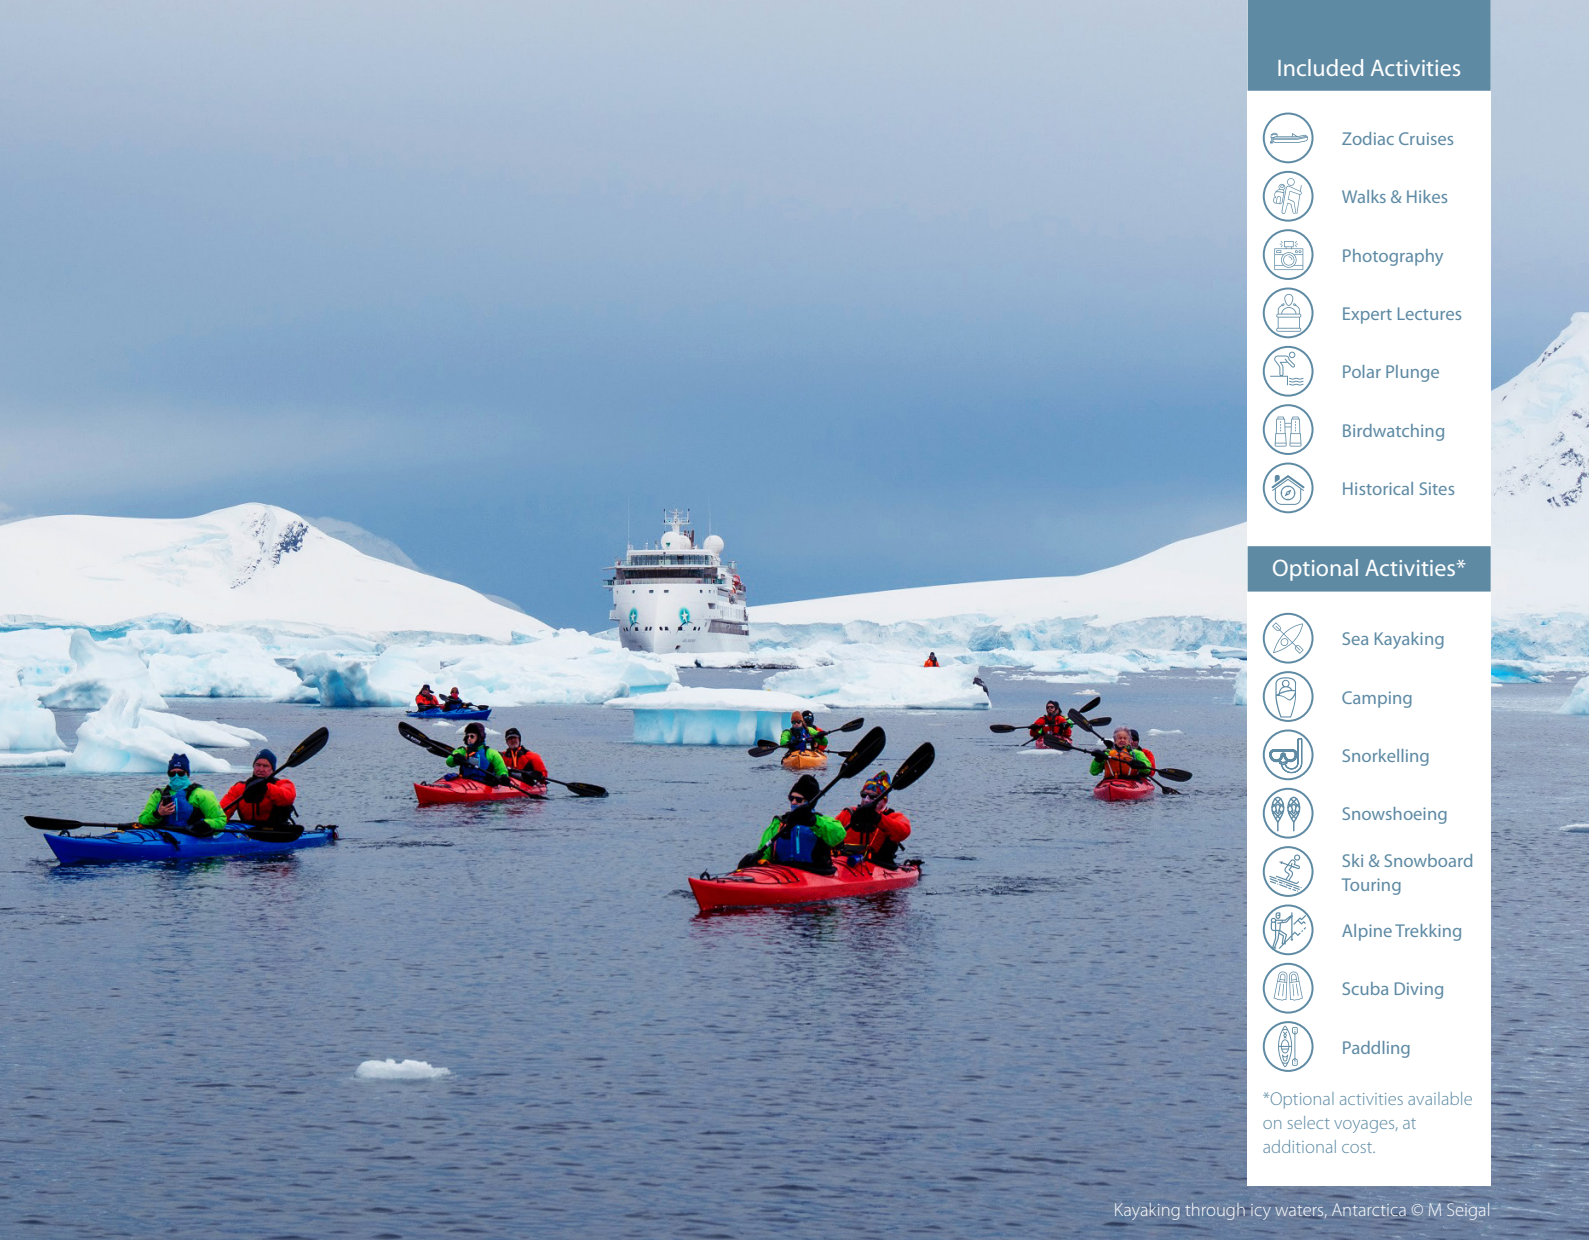 Included Activities
Zodiac Cruises
Walks & Hikes
Photography
Expert Lectures
Polar Plunge
Birdwatching
Historical Sites
Optional Activities*
Sea Kayaking
Camping
Snorkelling
Snowshoeing
Ski & Snowboard
Touring
Alpine Trekking
Scuba Diving
Paddling
*Optional activities available
on select voyages, at
additional cost.
Kayaking through icy waters, Antarctica © M Seigal